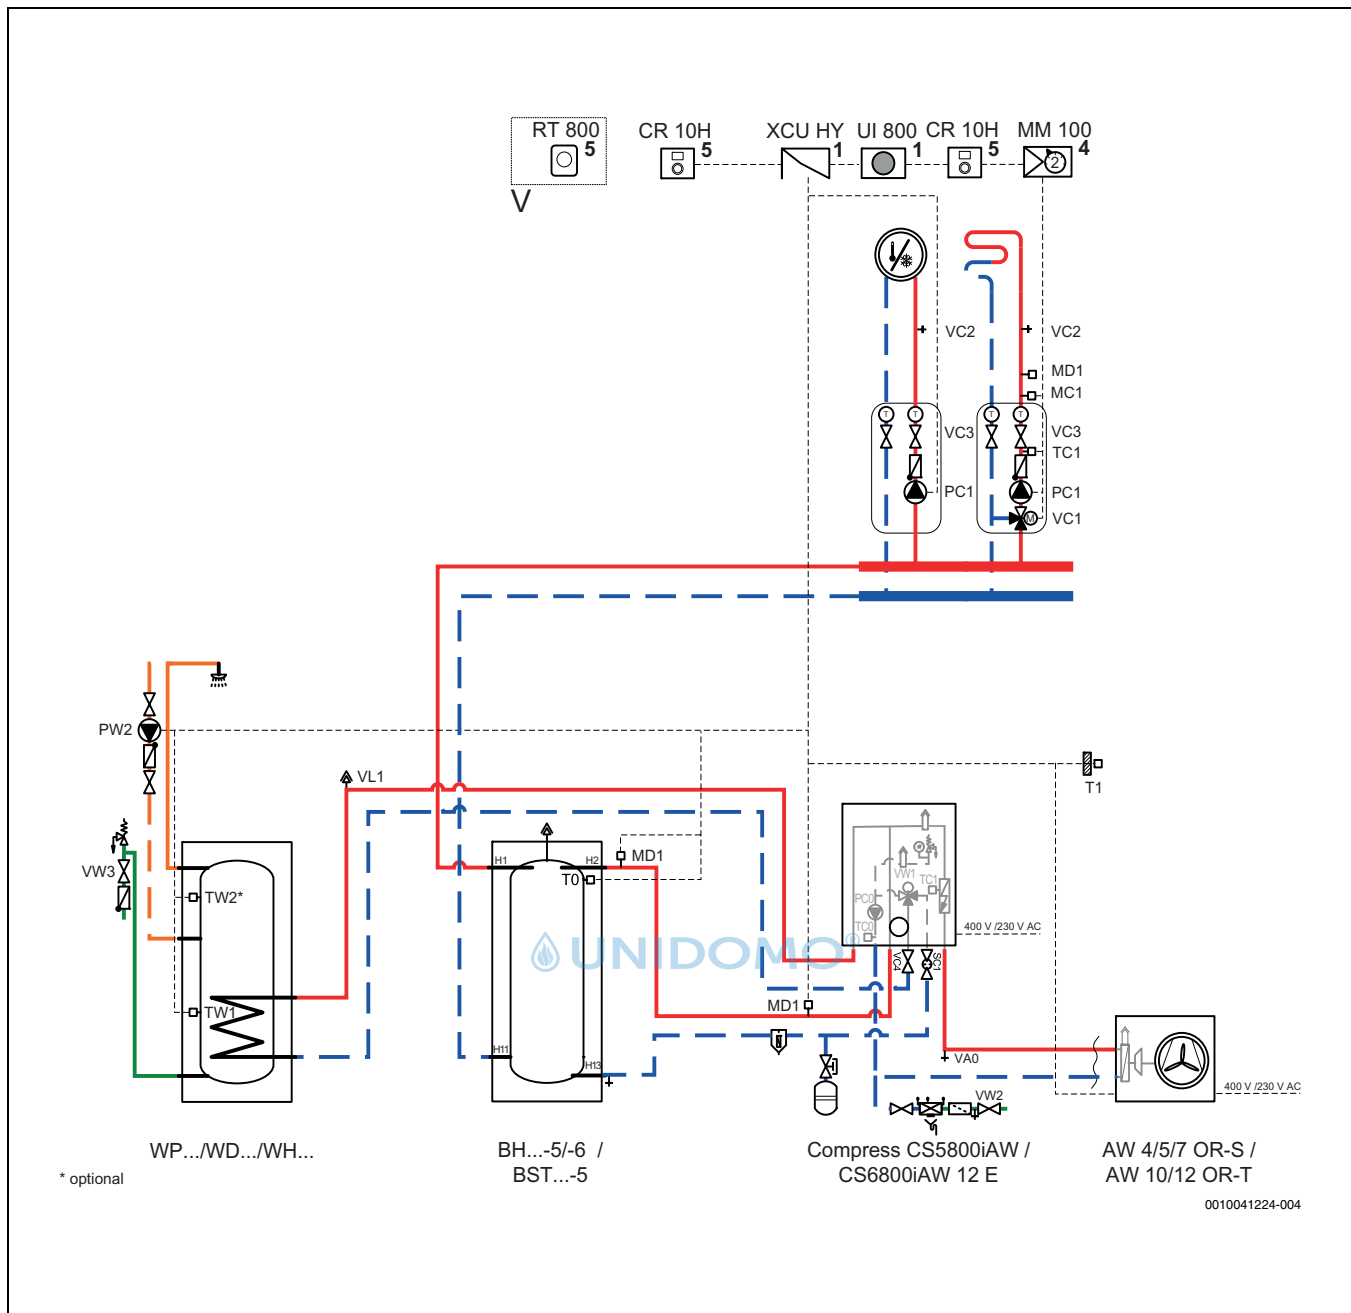 RT 800
5
V
CR 10H
5
XCU HY
1
UI 800
1
CR 10H
5
MM 100
4
2
VC2
VC2
MD1
MC1
T
T
T
T
VC3
VC3
TC1
PC1
PC1
M
VC1
PW2
VL1
T1
VW3
H1
H2
MD1
T0
TW2*
VW1
TC1
PC0
TC0
400 V /230 V AC
UNIDOMO®
VC4
SC1
TW1
MD1
H11
H13
VA0
VW2
400 V /230 V AC
WP.../WD.../WH...
BH...-5/-6 /
BST...-5
Compress CS5800iAW /
CS6800iAW 12 E
AW 4/5/7 OR-S /
AW 10/12 OR-T
* optional
0010041224-004